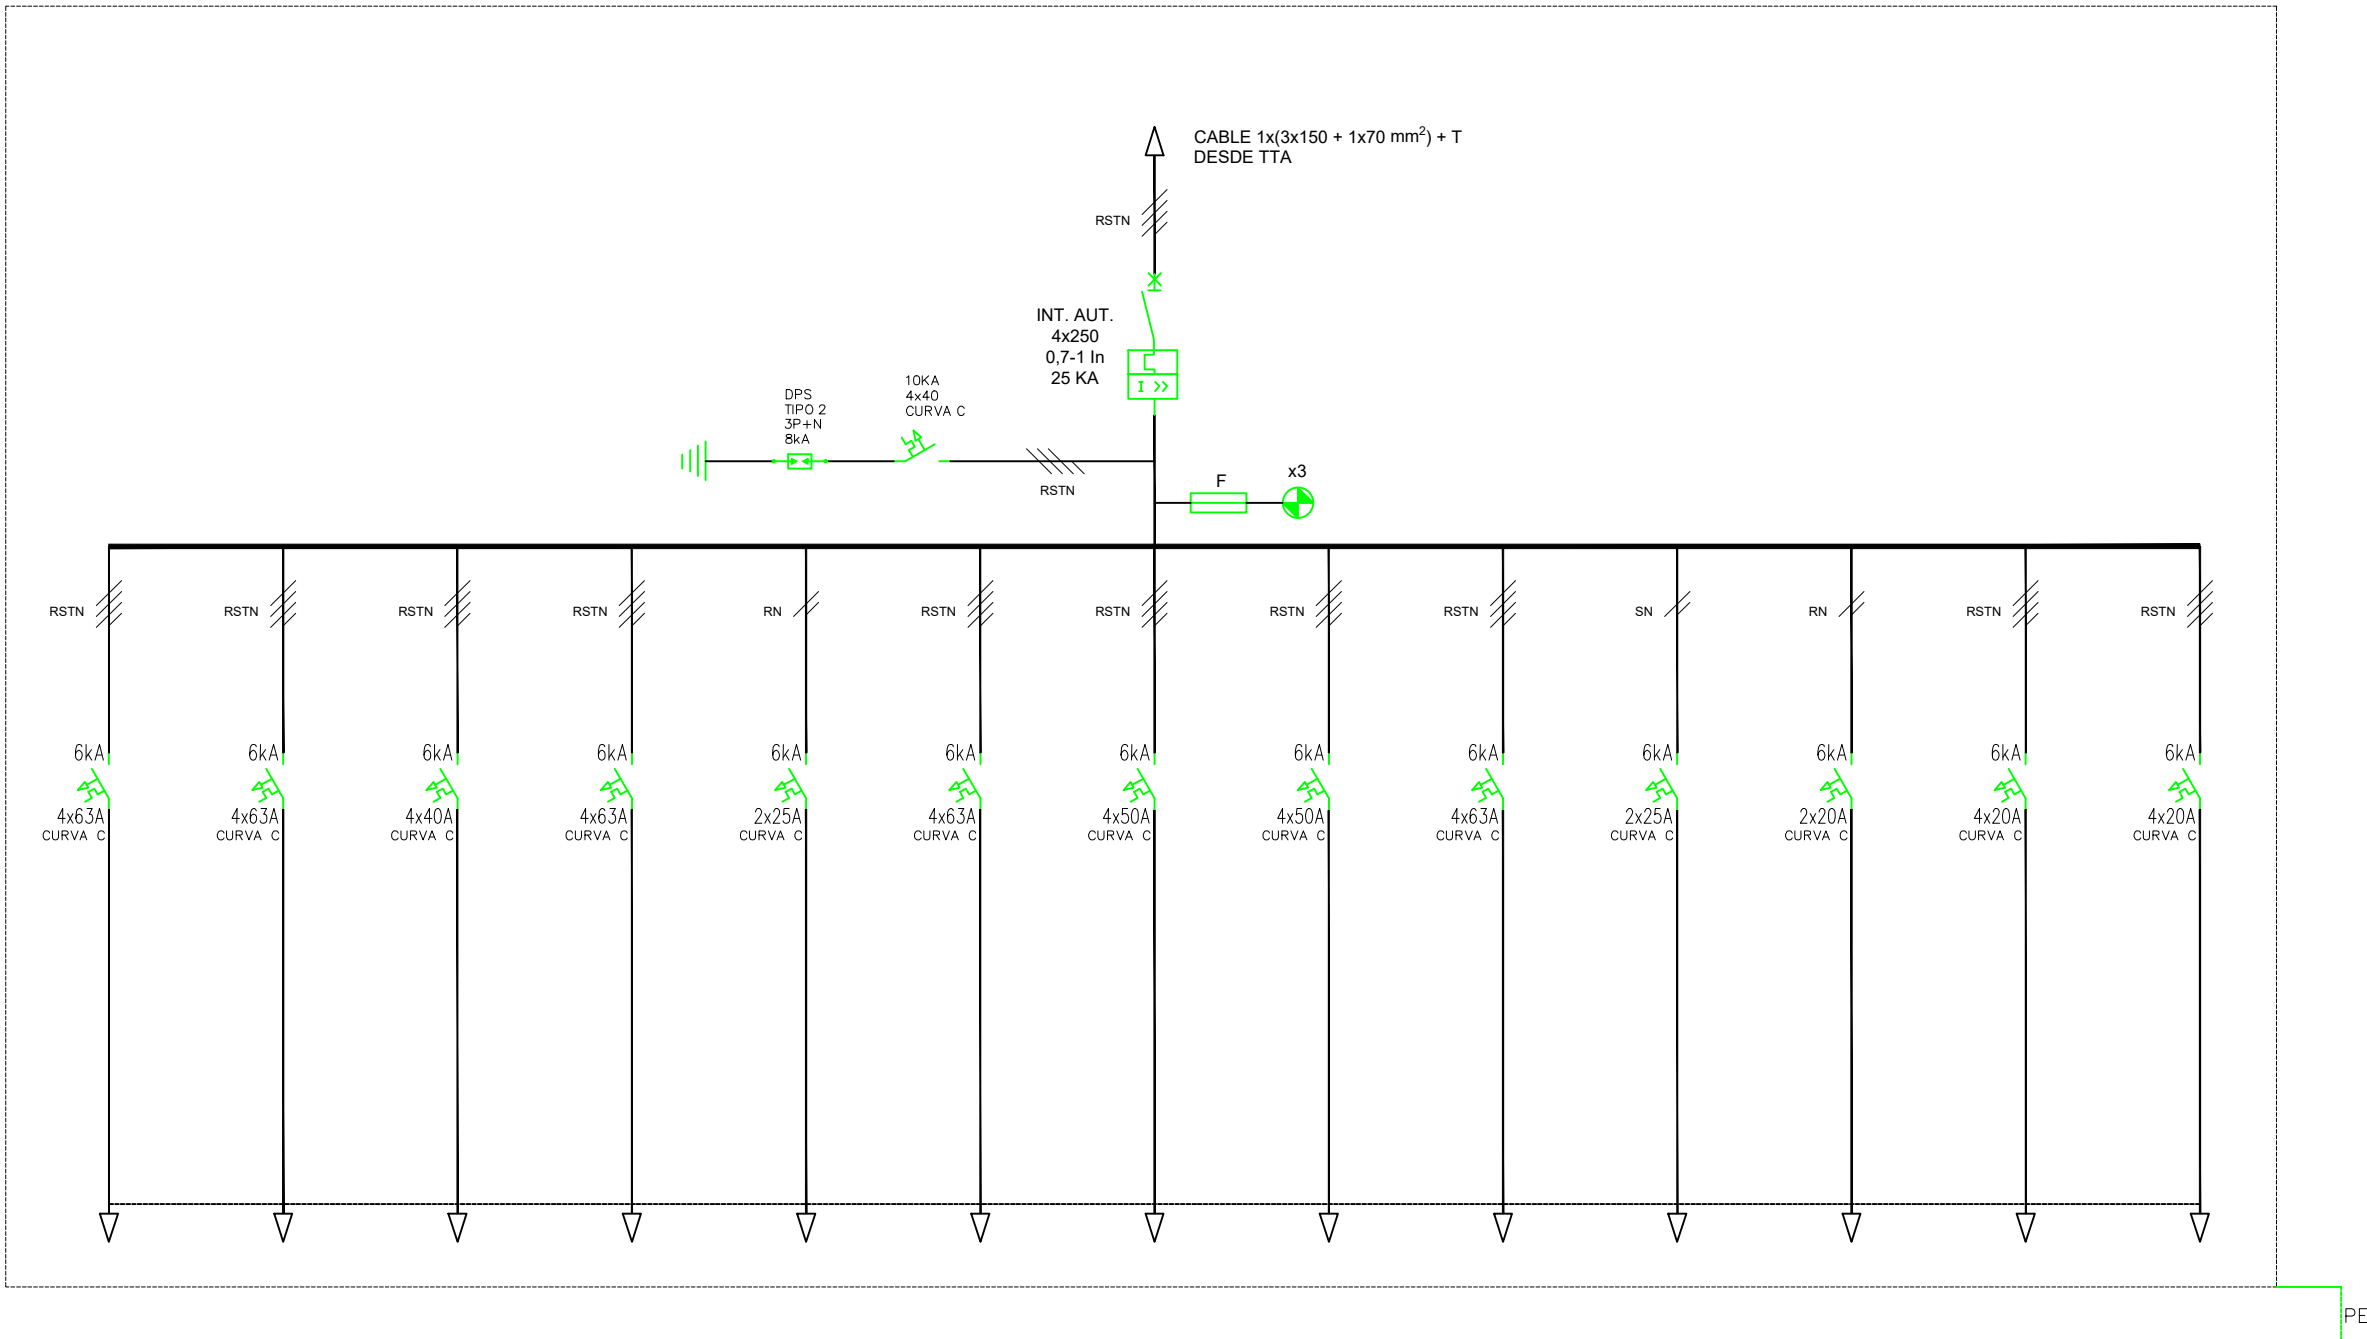 CABLE 1x(3x150 + 1x70 mm²) + T
DESDE TTA
RSTN
INT. AUT.
4x250
0,7-1 In
25 KA
10KA
4x40
CURVA C
DPS
TIPO 2
3P+N
8kA
RSTN
F
x3
I >>
RSTN RSTN RSTN RSTN RN RSTN RSTN RSTN RSTN SN RN RSTN RSTN
6kA 6kA 6kA 6kA 6kA 6kA 6kA 6kA 6kA 6kA 6kA 6kA 6kA
4x63A 4x63A 4x40A 4x63A 2x25A 4x63A 4x50A 4x50A 4x63A 2x25A 2x20A 4x20A 4x20A
CURVA C CURVA C CURVA C CURVA C CURVA C CURVA C CURVA C CURVA C CURVA C CURVA C CURVA C CURVA C CURVA C
PE